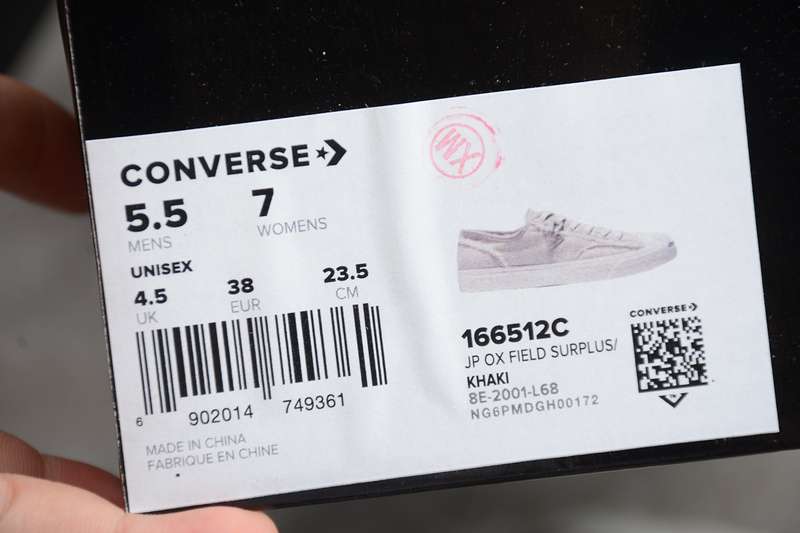 CONVERSE
5.5 7
MENS WOMENS
UNISEX
4.5 38 23.5
UK EUR CM
6 902014 749361
MADE IN CHINA
FABRIQUE EN CHINE
WX
166512C
JP OX FIELD SURPLUS/
KHAKI
8E-2001-L68
NG6PMDGH00172
CONVERSE